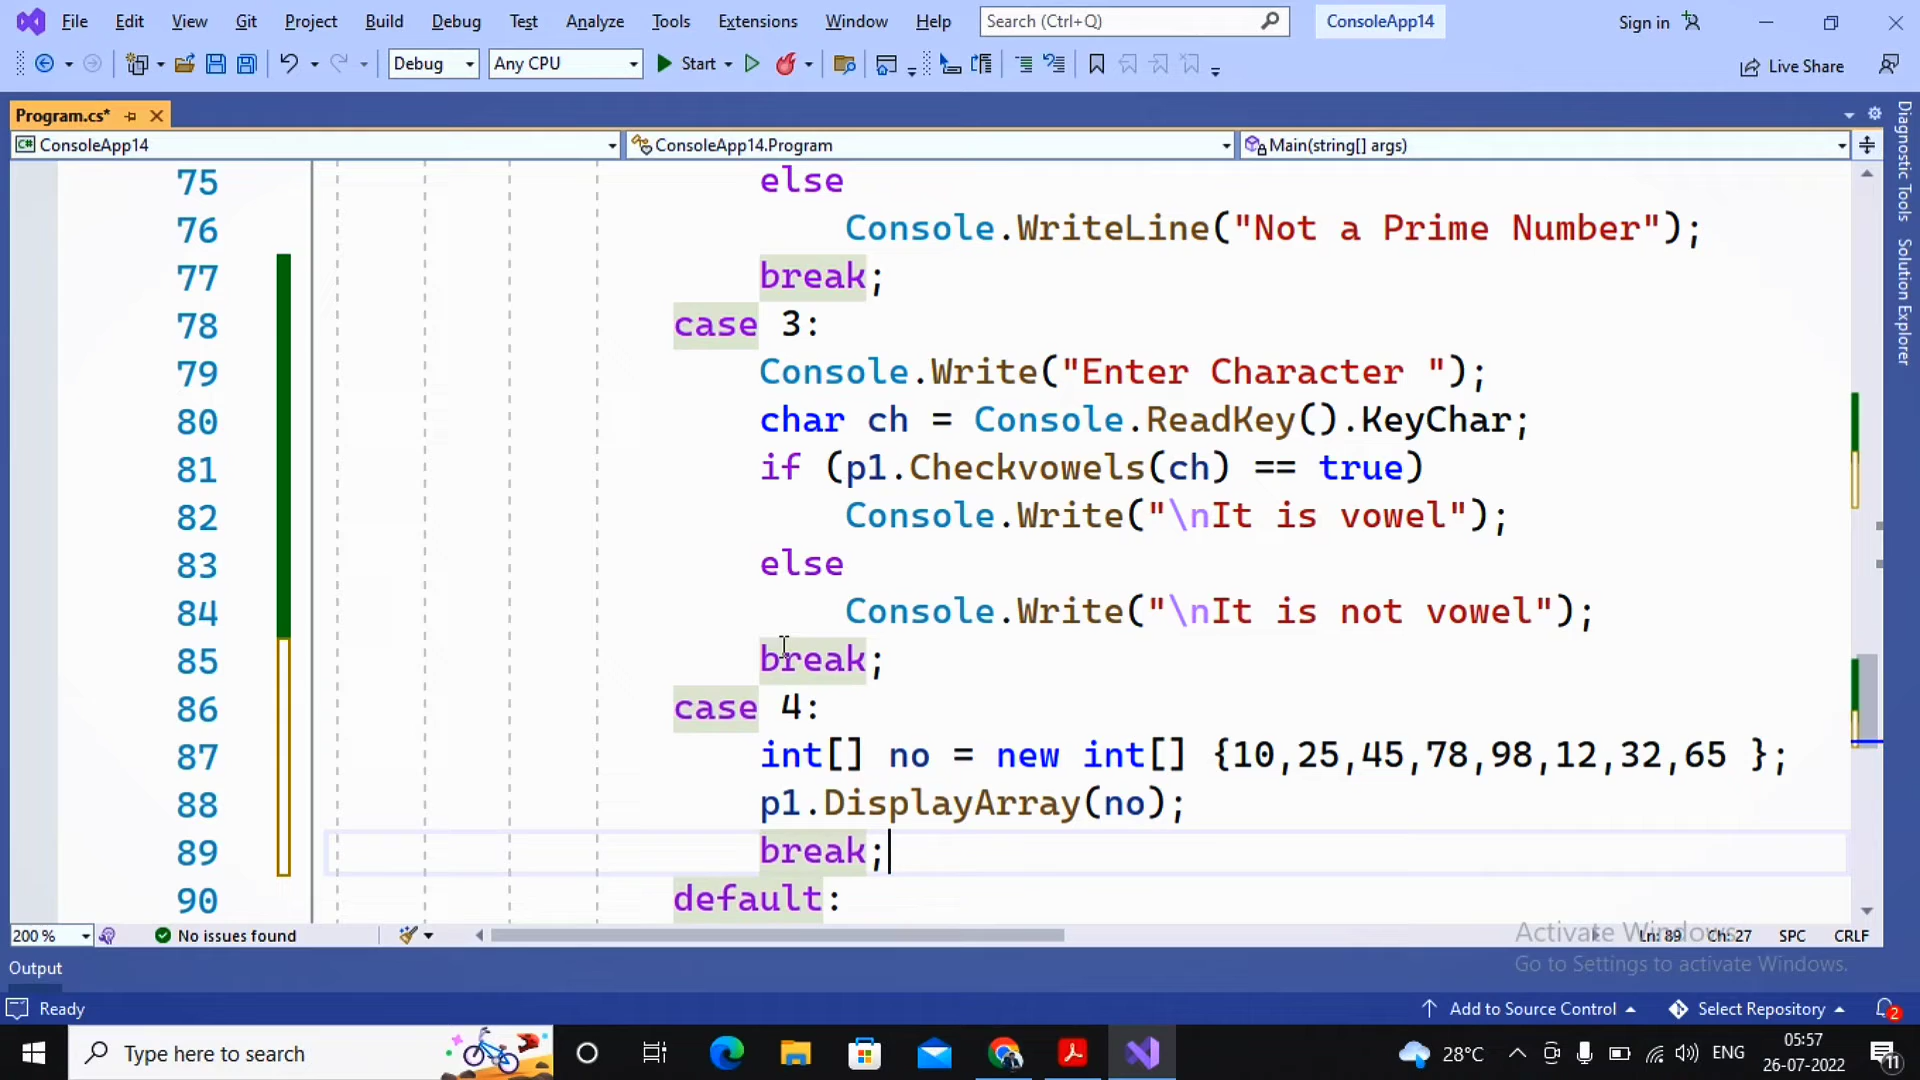 File Edit View Git Project Build Debug Test Analyze Tools Extensions Window Help Search (Ctrl+Q) ConsoleApp14 Sign in
Debug Any CPU Start Live Share
Program.cs*
ConsoleApp14 ConsoleApp14.Program Main(string[] args)
75 else
76 Console.WriteLine("Not a Prime Number");
77 break;
78 case 3:
79 Console.Write("Enter Character ");
80 char ch = Console.ReadKey().KeyChar;
81 if (p1.Checkvowels(ch) == true)
82 Console.Write("\nIt is vowel");
83 else
84 Console.Write("\nIt is not vowel");
85 break;
86 case 4:
87 int[] no = new int[] {10,25,45,78,98,12,32,65 };
88 p1.DisplayArray(no);
89 break;
90 default:
Diagnostic Tools
Solution Explorer
200 % No issues found Ln: 89 Ch: 27 SPC CRLF
Activate Windows
Go to Settings to activate Windows.
Output
Ready Add to Source Control Select Repository 2
Type here to search 28°C ENG 05:57
26-07-2022 11